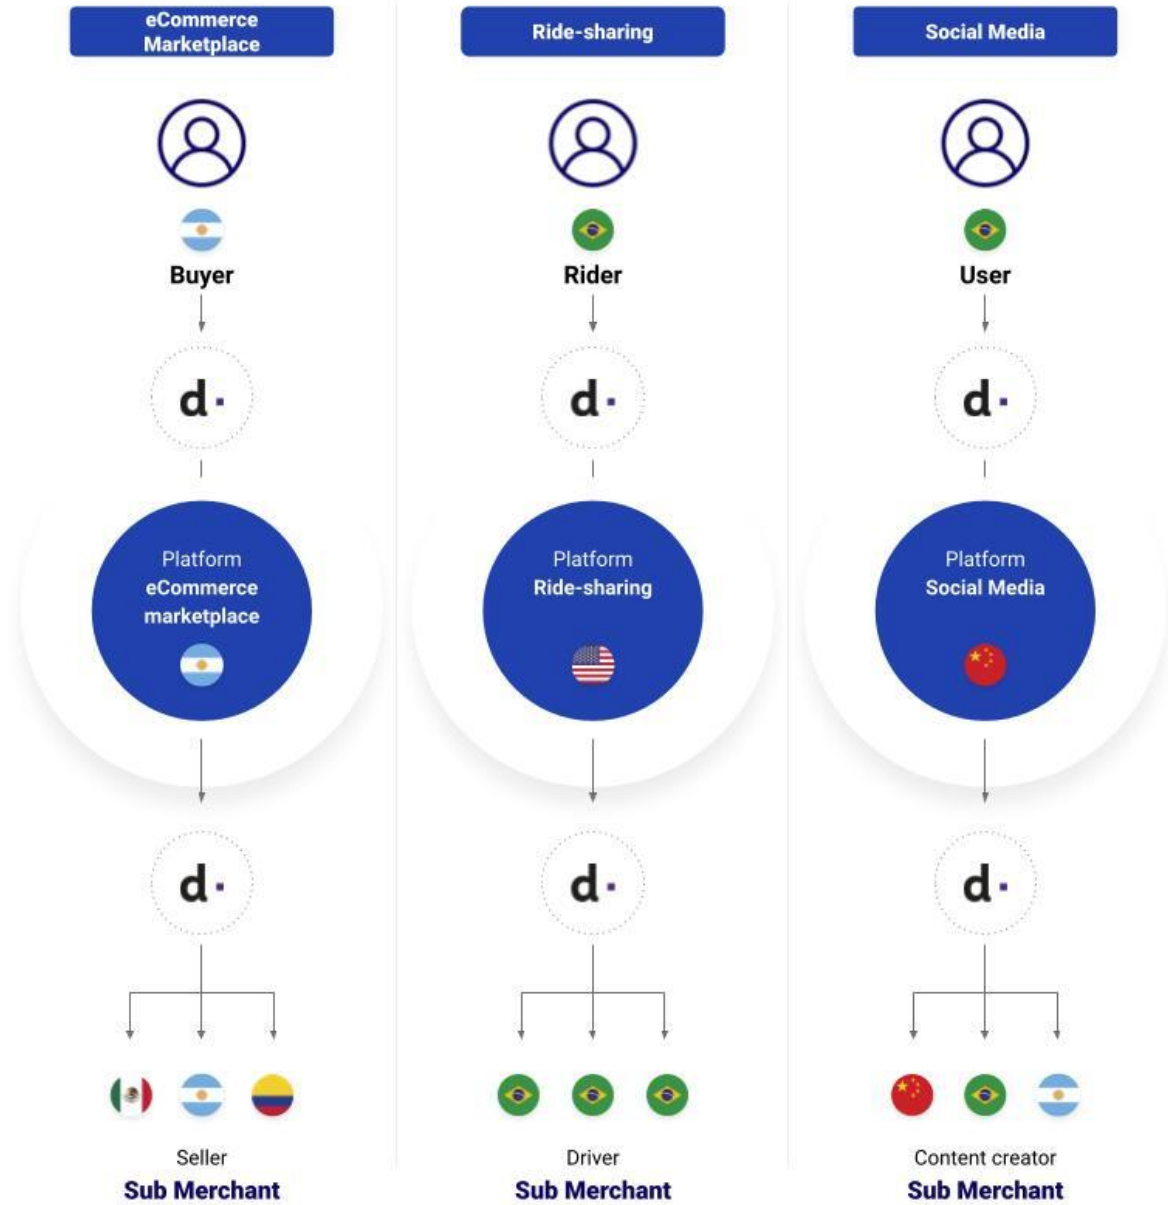 eCommerce
Marketplace
Buyer
d·
Platform
eCommerce
marketplace
d·
Seller
Sub Merchant
Ride-sharing
Rider
d·
Platform
Ride-sharing
d·
Driver
Sub Merchant
Social Media
User
d·
Platform
Social Media
d·
Content creator
Sub Merchant